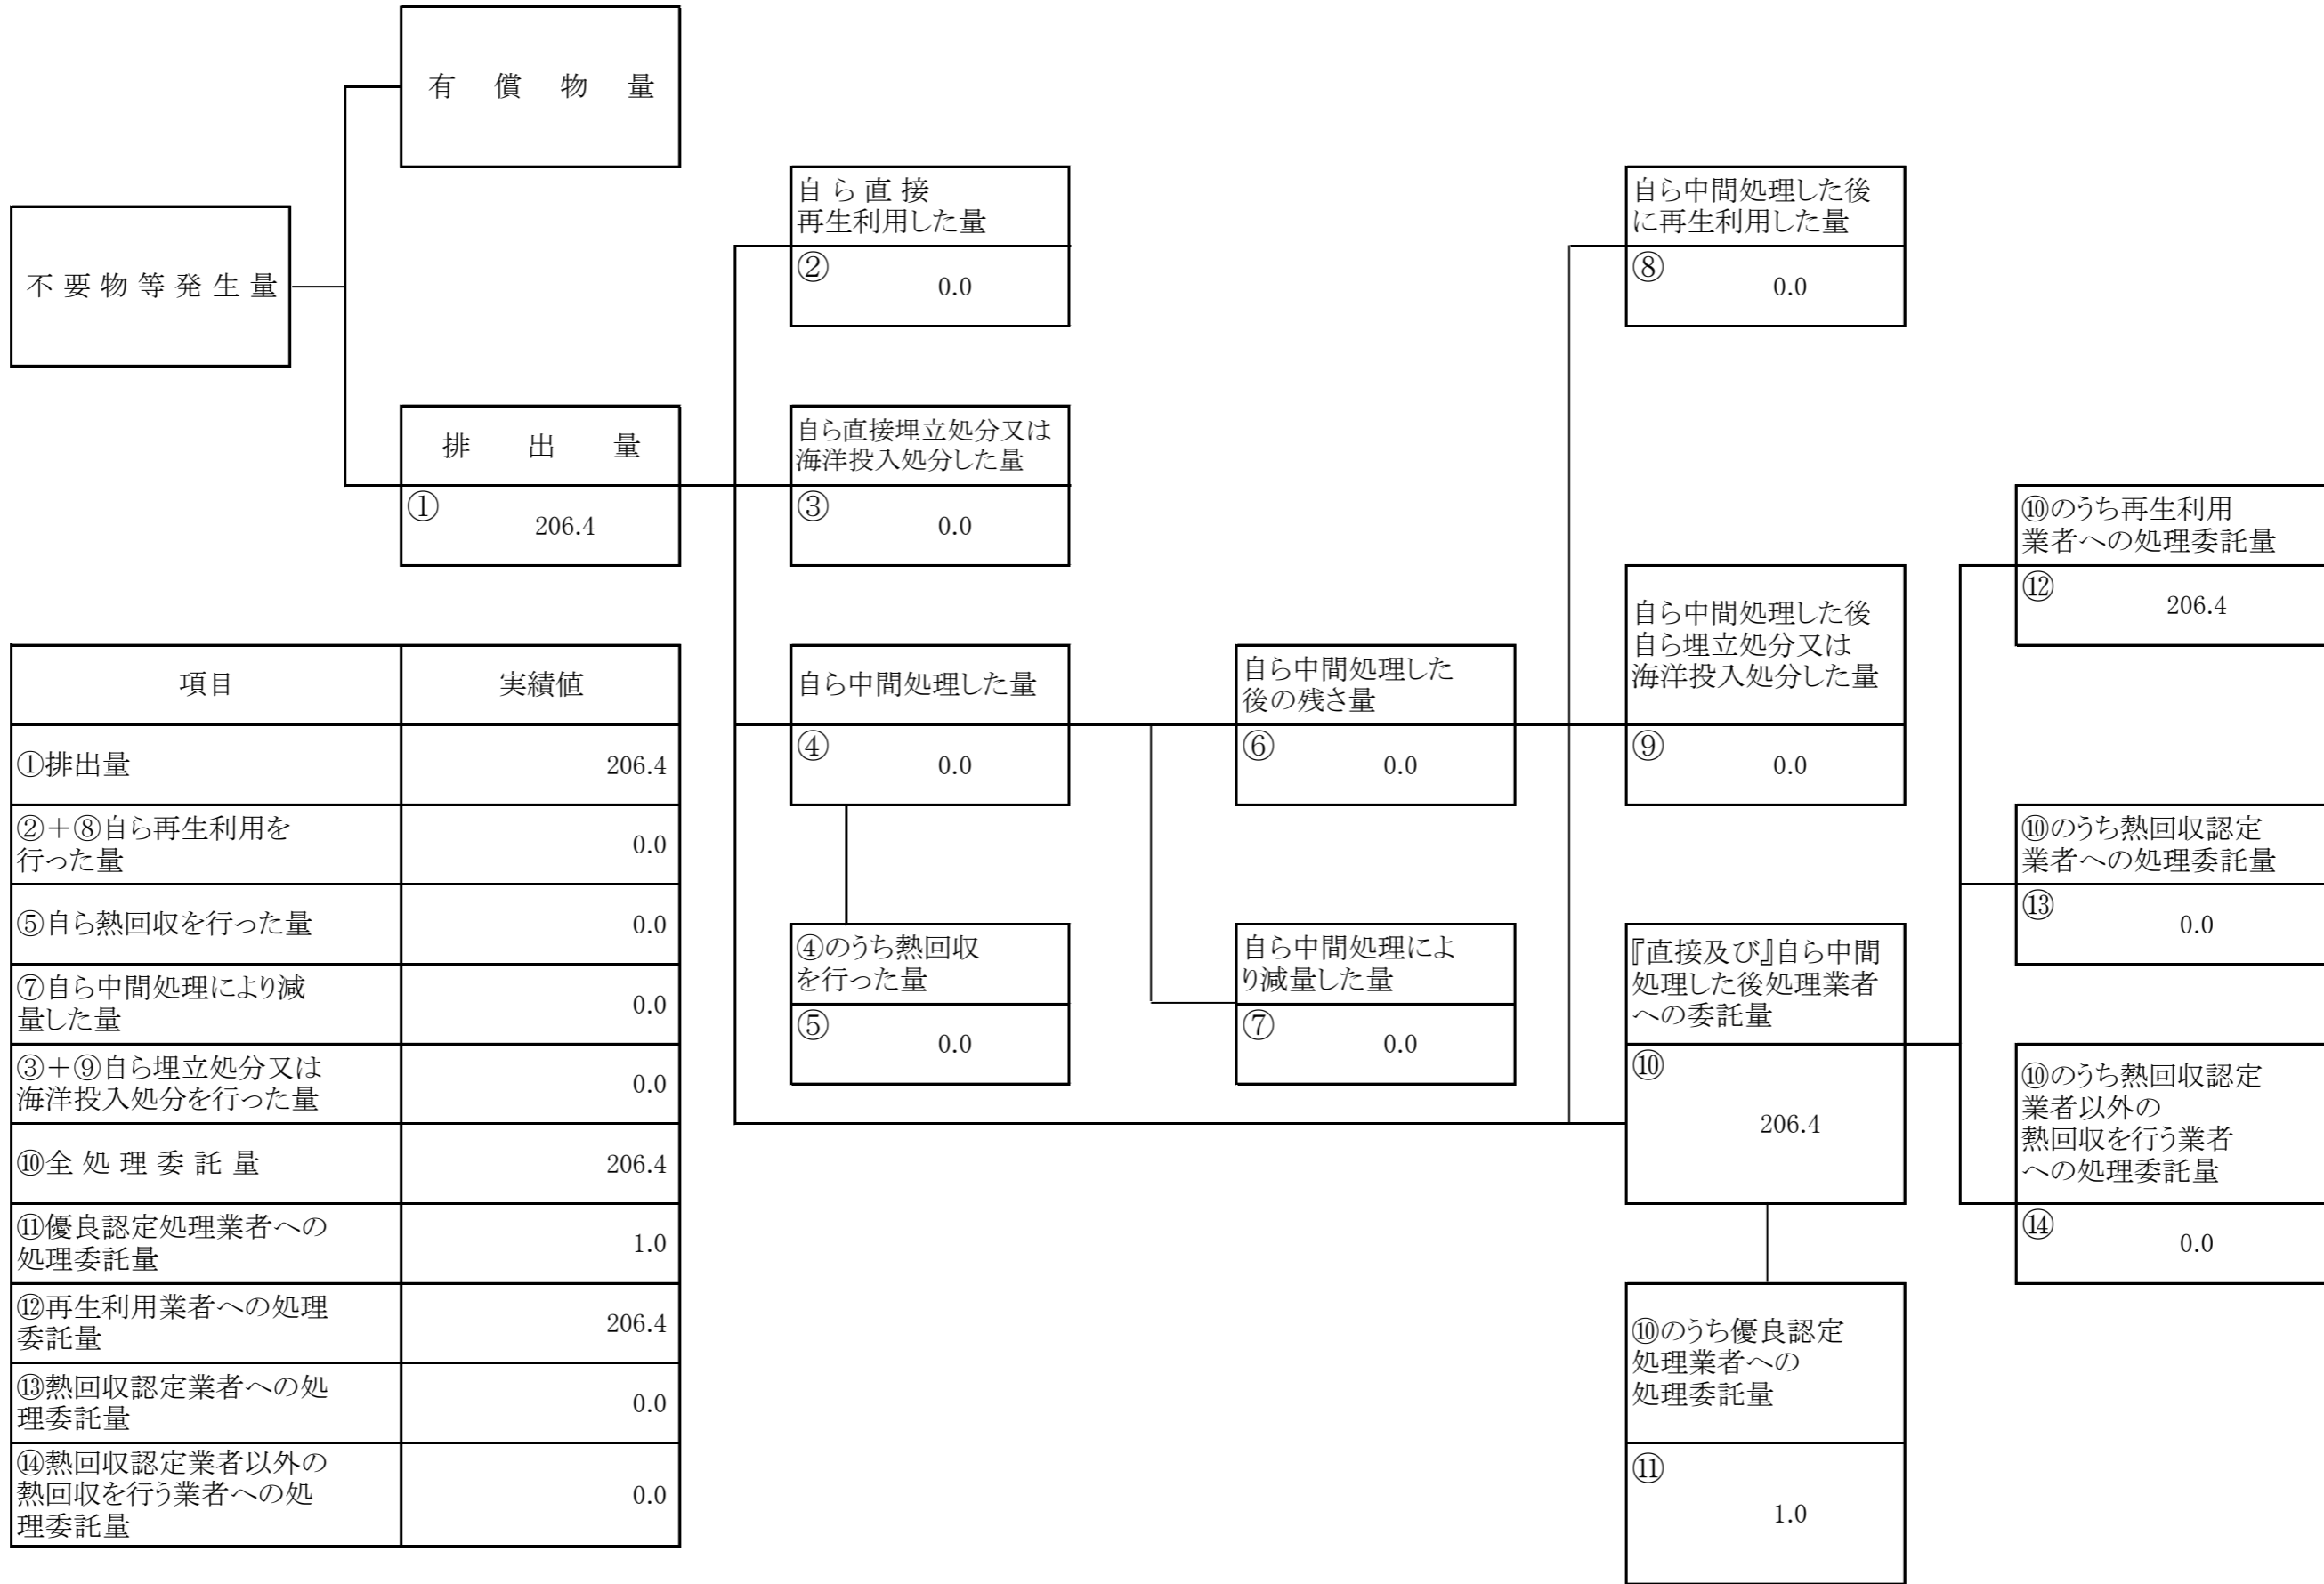 有 償 物 量
不要物等発生量
排 出 量
①
206.4
自ら直接
再生利用した量
②
0.0
自ら直接埋立処分又は
海洋投入処分した量
③
0.0
自ら中間処理した量
④
0.0
④のうち熱回収
を行った量
⑤
0.0
自ら中間処理した
後の残さ量
⑥
0.0
自ら中間処理によ
り減量した量
⑦
0.0
自ら中間処理した後
に再生利用した量
⑧
0.0
自ら中間処理した後
自ら埋立処分又は
海洋投入処分した量
⑨
0.0
『直接及び』自ら中間
処理した後処理業者
への委託量
⑩
206.4
⑩のうち優良認定
処理業者への
処理委託量
⑪
1.0
⑩のうち再生利用
業者への処理委託量
⑫
206.4
⑩のうち熱回収認定
業者への処理委託量
⑬
0.0
⑩のうち熱回収認定
業者以外の
熱回収を行う業者
への処理委託量
⑭
0.0
項目 実績値
①排出量 206.4
②＋⑧自ら再生利用を
行った量 0.0
⑤自ら熱回収を行った量 0.0
⑦自ら中間処理により減
量した量 0.0
③＋⑨自ら埋立処分又は
海洋投入処分を行った量 0.0
⑩全 処 理 委 託 量 206.4
⑪優良認定処理業者への
処理委託量 1.0
⑫再生利用業者への処理
委託量 206.4
⑬熱回収認定業者への処
理委託量 0.0
⑭熱回収認定業者以外の
熱回収を行う業者への処
理委託量 0.0